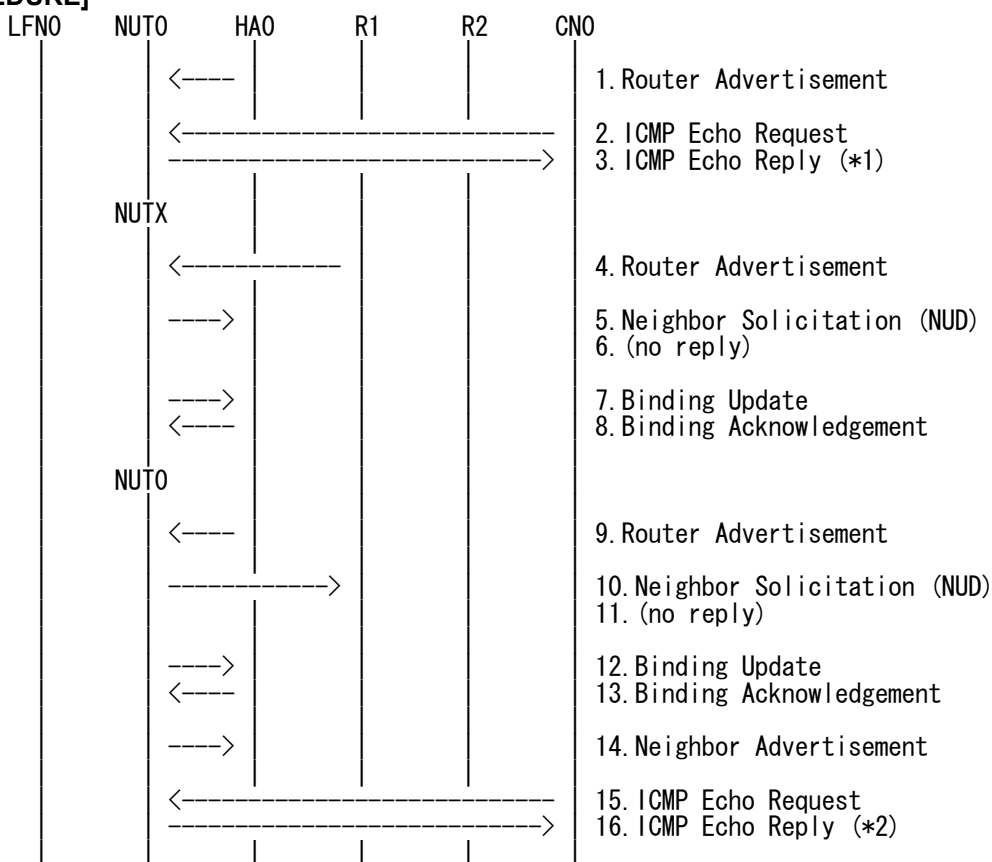 EDURE]
LFN0 NUT0 HA0 R1 R2 CN0
1.Router Advertisement
2.ICMP Echo Request
3.ICMP Echo Reply (*1)
NUTX
4.Router Advertisement
5.Neighbor Solicitation (NUD)
6.(no reply)
7.Binding Update
8.Binding Acknowledgement
NUT0
9.Router Advertisement
10.Neighbor Solicitation (NUD)
11.(no reply)
12.Binding Update
13.Binding Acknowledgement
14.Neighbor Advertisement
15.ICMP Echo Request
16.ICMP Echo Reply (*2)